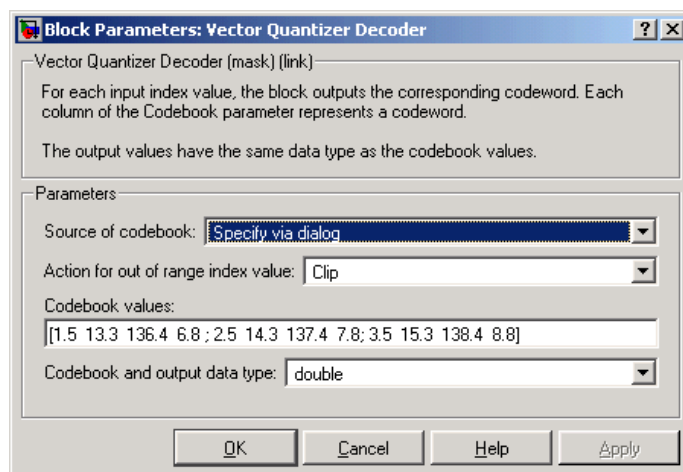 Block Parameters: Vector Quantizer Decoder
Vector Quantizer Decoder (mask) (link)
For each input index value, the block outputs the corresponding codeword. Each
column of the Codebook parameter represents a codeword.
The output values have the same data type as the codebook values.
Parameters
Source of codebook: Specify via dialog
Action for out of range index value: Clip
Codebook values:
[1.5 13.3 136.4 6.8 ; 2.5 14.3 137.4 7.8; 3.5 15.3 138.4 8.8]
Codebook and output data type: double
OK Cancel Help Apply